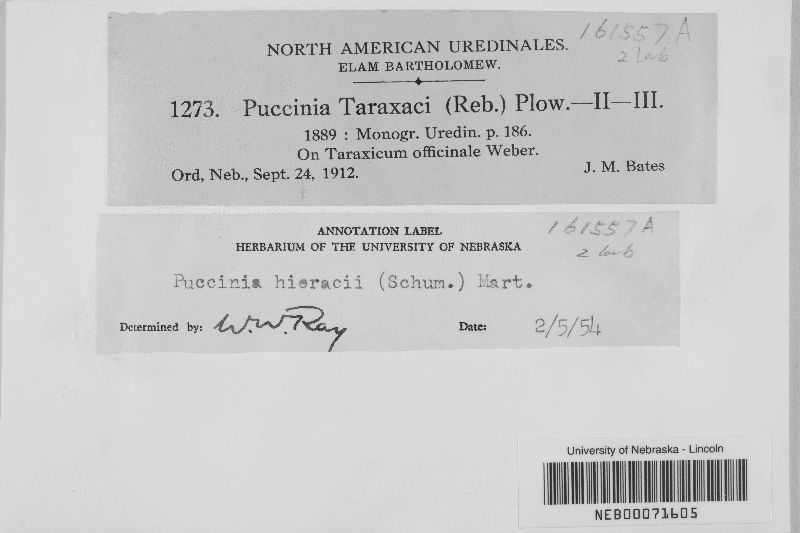 161557A
2 lab
NORTH AMERICAN UREDINALES.
ELAM BARTHOLOMEW.
1273. Puccinia Taraxaci (Reb.) Plow.—II—III.
1889 : Monogr. Uredin. p. 186.
On Taraxicum officinale Weber.
Ord, Neb., Sept. 24, 1912. J. M. Bates
161557A
2 lab
ANNOTATION LABEL
HERBARIUM OF THE UNIVERSITY OF NEBRASKA
Puccinia hieracii (Schum.) Mart.
Determined by: W.W. Ray Date: 2/5/54
University of Nebraska - Lincoln
NEB00071605